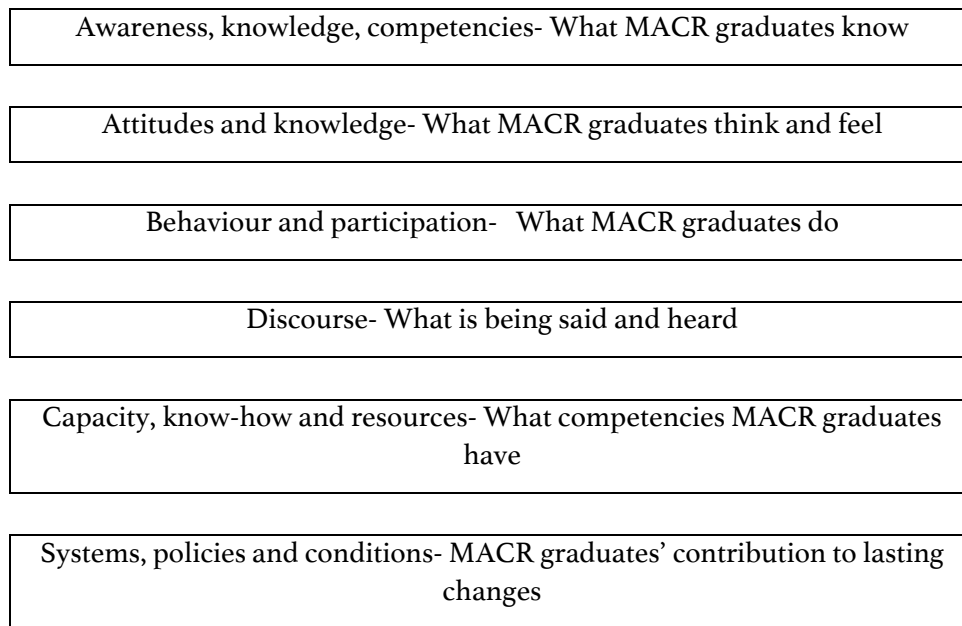 Awareness, knowledge, competencies- What MACR graduates know
Attitudes and knowledge- What MACR graduates think and feel
Behaviour and participation-   What MACR graduates do
Discourse- What is being said and heard
Capacity, know-how and resources- What competencies MACR graduates
have
Systems, policies and conditions- MACR graduates’ contribution to lasting
changes